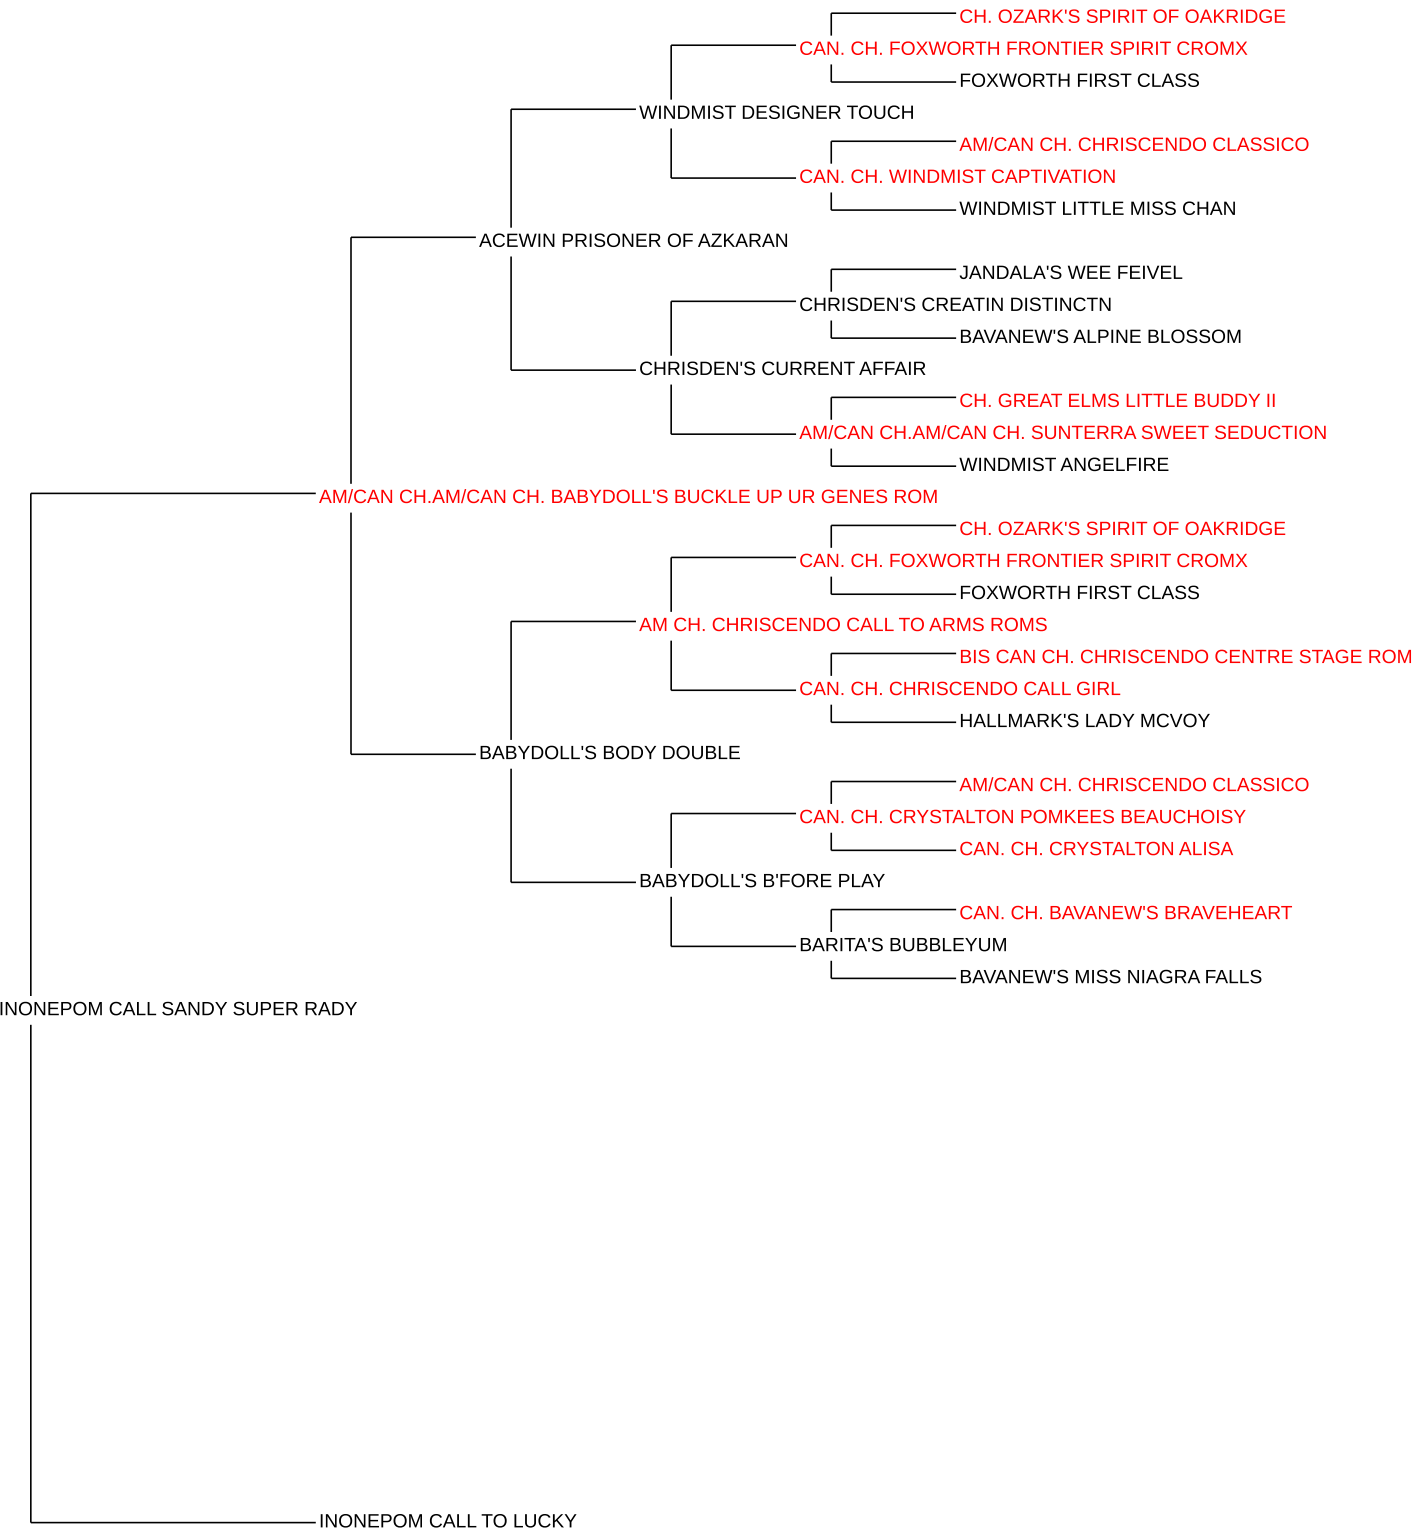 CH. OZARK'S SPIRIT OF OAKRIDGE
CAN. CH. FOXWORTH FRONTIER SPIRIT CROMX
FOXWORTH FIRST CLASS
WINDMIST DESIGNER TOUCH
AM/CAN CH. CHRISCENDO CLASSICO
CAN. CH. WINDMIST CAPTIVATION
WINDMIST LITTLE MISS CHAN
ACEWIN PRISONER OF AZKARAN
JANDALA'S WEE FEIVEL
CHRISDEN'S CREATIN DISTINCTN
BAVANEW'S ALPINE BLOSSOM
CHRISDEN'S CURRENT AFFAIR
CH. GREAT ELMS LITTLE BUDDY II
AM/CAN CH.AM/CAN CH. SUNTERRA SWEET SEDUCTION
WINDMIST ANGELFIRE
AM/CAN CH.AM/CAN CH. BABYDOLL'S BUCKLE UP UR GENES ROM
CH. OZARK'S SPIRIT OF OAKRIDGE
CAN. CH. FOXWORTH FRONTIER SPIRIT CROMX
FOXWORTH FIRST CLASS
AM CH. CHRISCENDO CALL TO ARMS ROMS
BIS CAN CH. CHRISCENDO CENTRE STAGE ROM
CAN. CH. CHRISCENDO CALL GIRL
HALLMARK'S LADY MCVOY
BABYDOLL'S BODY DOUBLE
AM/CAN CH. CHRISCENDO CLASSICO
CAN. CH. CRYSTALTON POMKEES BEAUCHOISY
CAN. CH. CRYSTALTON ALISA
BABYDOLL'S B'FORE PLAY
CAN. CH. BAVANEW'S BRAVEHEART
BARITA'S BUBBLEYUM
BAVANEW'S MISS NIAGRA FALLS
INONEPOM CALL SANDY SUPER RADY
INONEPOM CALL TO LUCKY